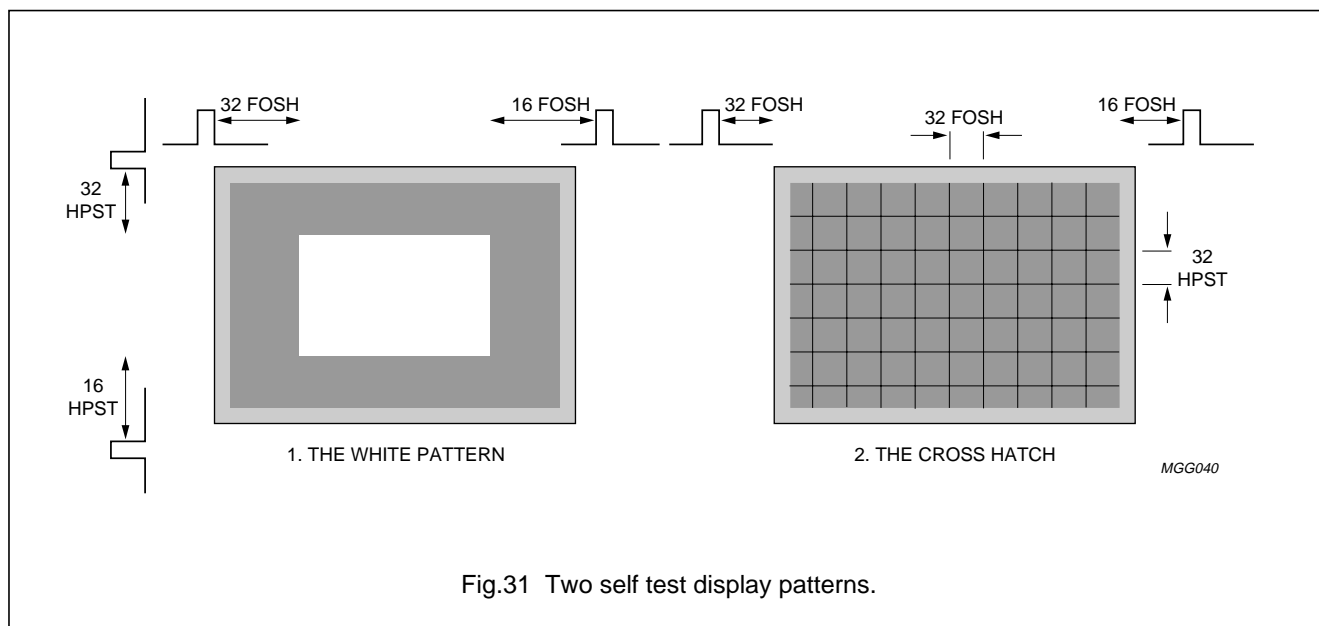 32 FOSH
16 FOSH
32 FOSH
32 FOSH
16 FOSH
32
HPST
32
HPST
16
HPST
1. THE WHITE PATTERN
2. THE CROSS HATCH
MGG040
Fig.31 Two self test display patterns.